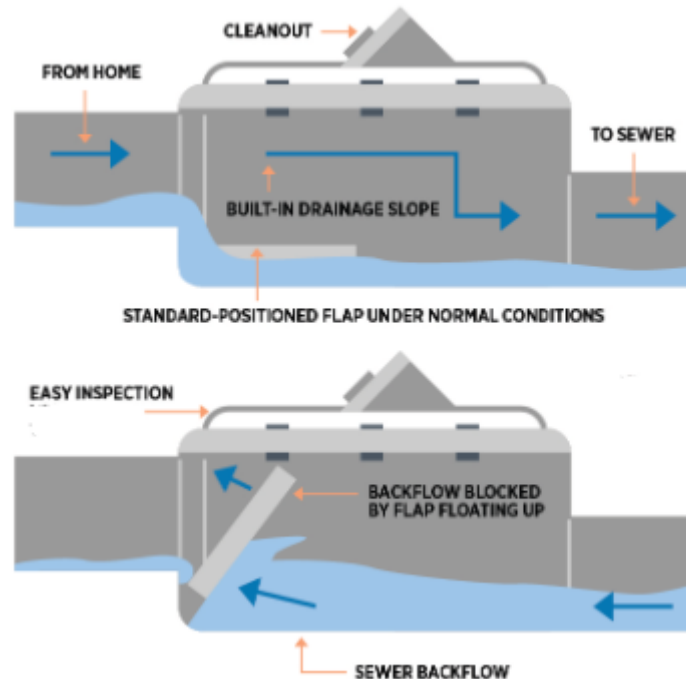 CLEANOUT
FROM HOME
TO SEWER
BUILT-IN DRAINAGE SLOPE
STANDARD-POSITIONED FLAP UNDER NORMAL CONDITIONS
EASY INSPECTION
BACKFLOW BLOCKED
BY FLAP FLOATING UP
SEWER BACKFLOW